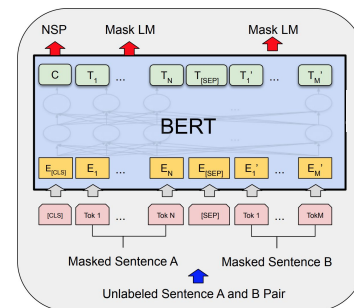 NSP Mask LM Mask LM
C T1 ... TN T[SEP] T1' ... TM'
BERT
E[CLS] E1 ... EN E[SEP] E1' ... EM'
[CLS] Tok 1 ... Tok N [SEP] Tok 1 ... TokM
Masked Sentence A Masked Sentence B
Unlabeled Sentence A and B Pair